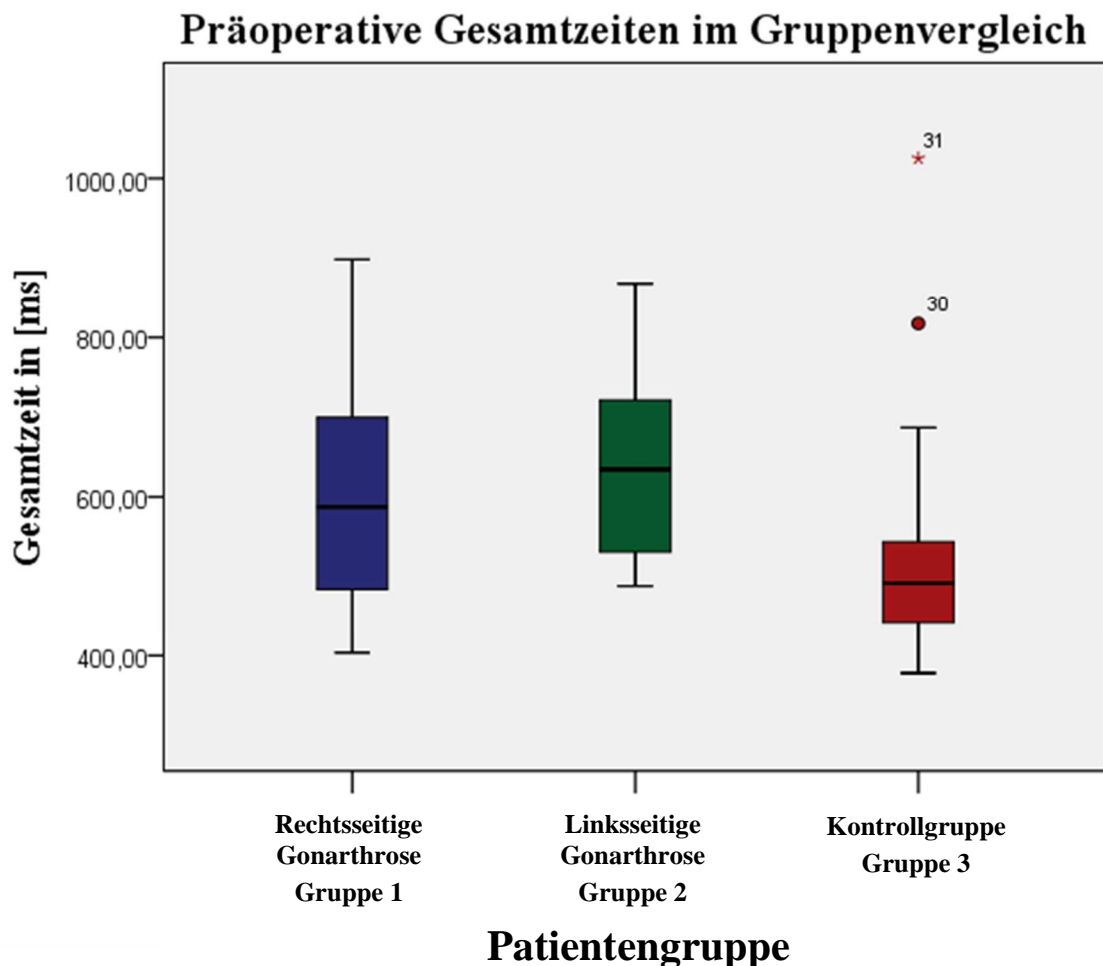 Präoperative Gesamtzeiten im Gruppenvergleich
Gesamtzeit in [ms]
1000,00
800,00
600,00
400,00
31
30
Rechtsseitige
Gonarthrose
Gruppe 1
Linksseitige
Gonarthrose
Gruppe 2
Kontrollgruppe
Gruppe 3
Patientengruppe